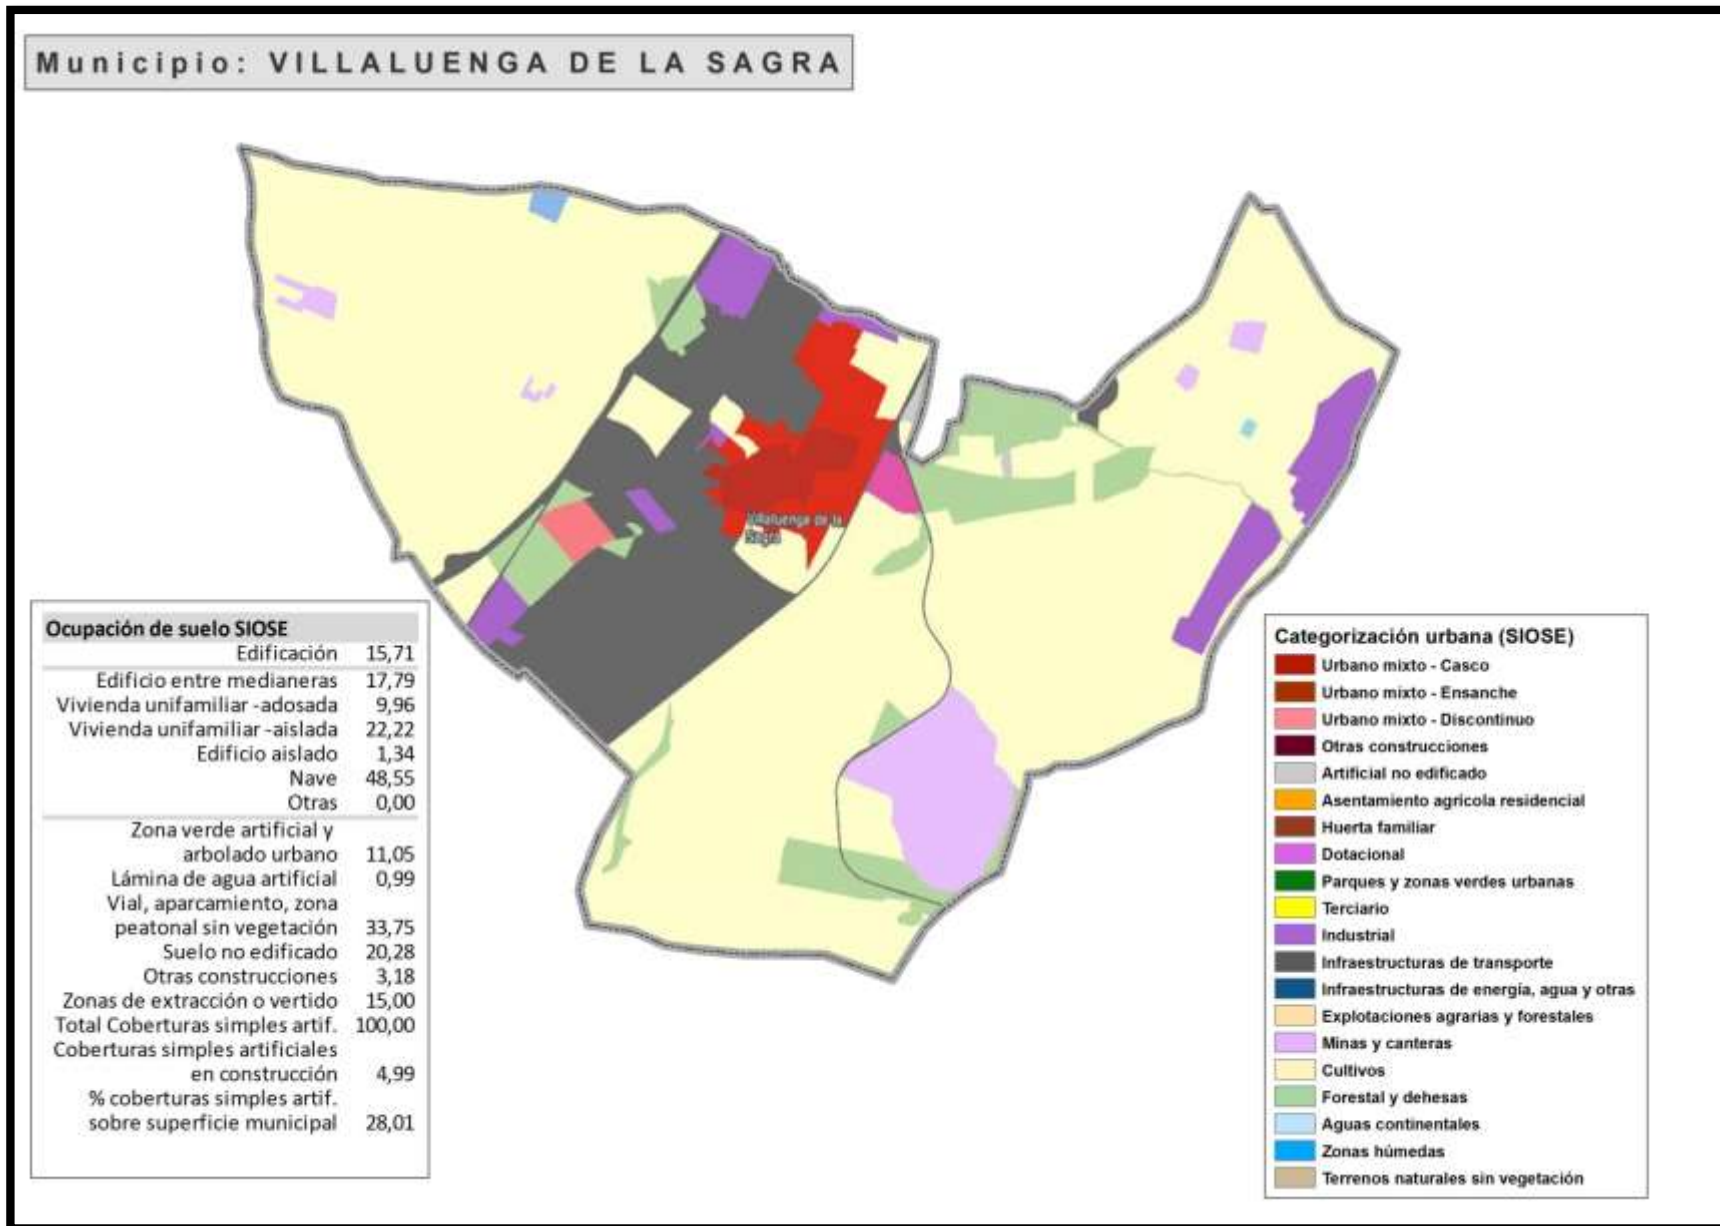 Municipio: VILLALUENGA DE LA SAGRA
Villaluenga de la
Sagra
Ocupación de suelo SIOSE
Edificación 15,71
Edificio entre medianeras 17,79
Vivienda unifamiliar -adosada 9,96
Vivienda unifamiliar -aislada 22,22
Edificio aislado 1,34
Nave 48,55
Otras 0,00
Zona verde artificial y
arbolado urbano 11,05
Lámina de agua artificial 0,99
Vial, aparcamiento, zona
peatonal sin vegetación 33,75
Suelo no edificado 20,28
Otras construcciones 3,18
Zonas de extracción o vertido 15,00
Total Coberturas simples artif. 100,00
Coberturas simples artificiales
en construcción 4,99
% coberturas simples artif.
sobre superficie municipal 28,01
Categorización urbana (SIOSE)
Urbano mixto - Casco
Urbano mixto - Ensanche
Urbano mixto - Discontinuo
Otras construcciones
Artificial no edificado
Asentamiento agrícola residencial
Huerta familiar
Dotacional
Parques y zonas verdes urbanas
Terciario
Industrial
Infraestructuras de transporte
Infraestructuras de energía, agua y otras
Explotaciones agrarias y forestales
Minas y canteras
Cultivos
Forestal y dehesas
Aguas continentales
Zonas húmedas
Terrenos naturales sin vegetación